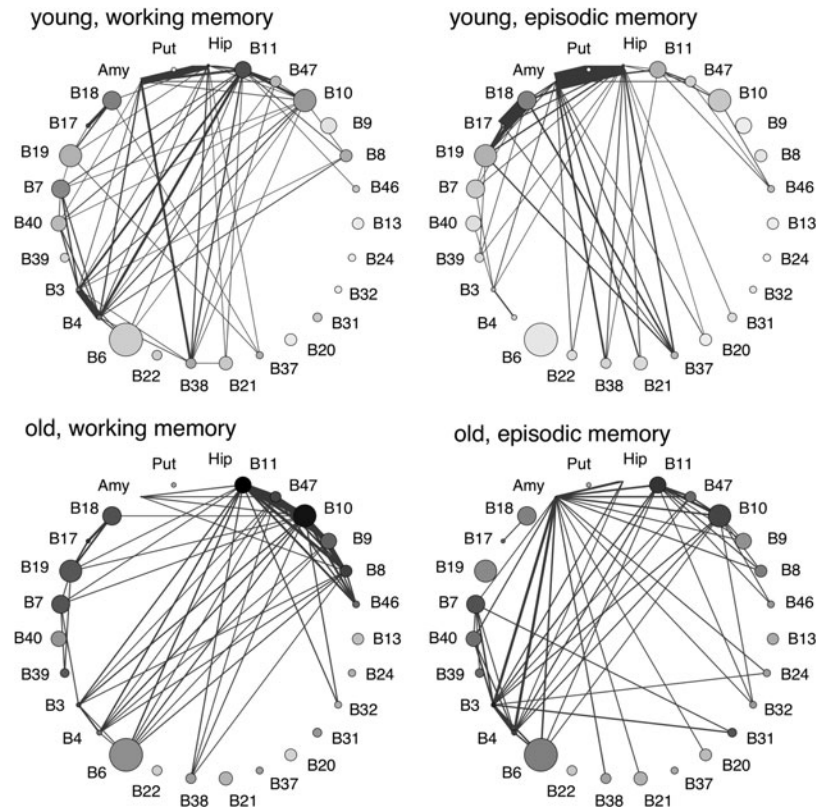 young, working memory
Put
Hip
B11
Amy
B47
B18
B10
B17
B9
B19
B8
B7
B46
B40
B13
B39
B24
B3
B32
B4
B31
B6
B20
B22
B37
B38
B21
young, episodic memory
Put
Hip
B11
Amy
B47
B18
B10
B17
B9
B19
B8
B7
B46
B40
B13
B39
B24
B3
B32
B4
B31
B6
B20
B22
B37
B38
B21
old, working memory
Put
Hip
B11
Amy
B47
B18
B10
B17
B9
B19
B8
B7
B46
B40
B13
B39
B24
B3
B32
B4
B31
B6
B20
B22
B37
B38
B21
old, episodic memory
Put
Hip
B11
Amy
B47
B18
B10
B17
B9
B19
B8
B7
B46
B40
B13
B39
B24
B3
B32
B4
B31
B6
B20
B22
B37
B38
B21